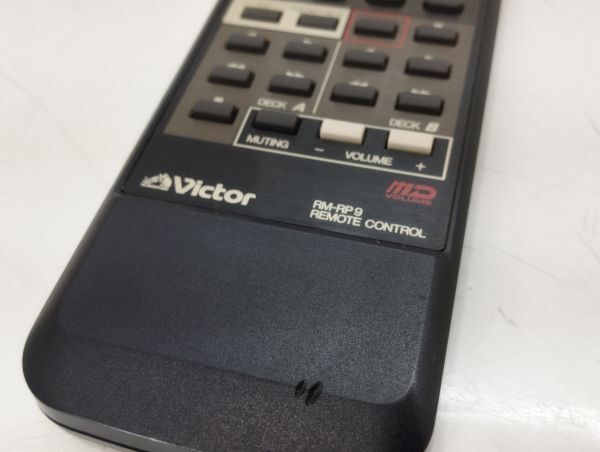 DECK A
DECK B
MUTING
- VOLUME +
Victor
RM-RP9
REMOTE CONTROL
MD
VOLUME